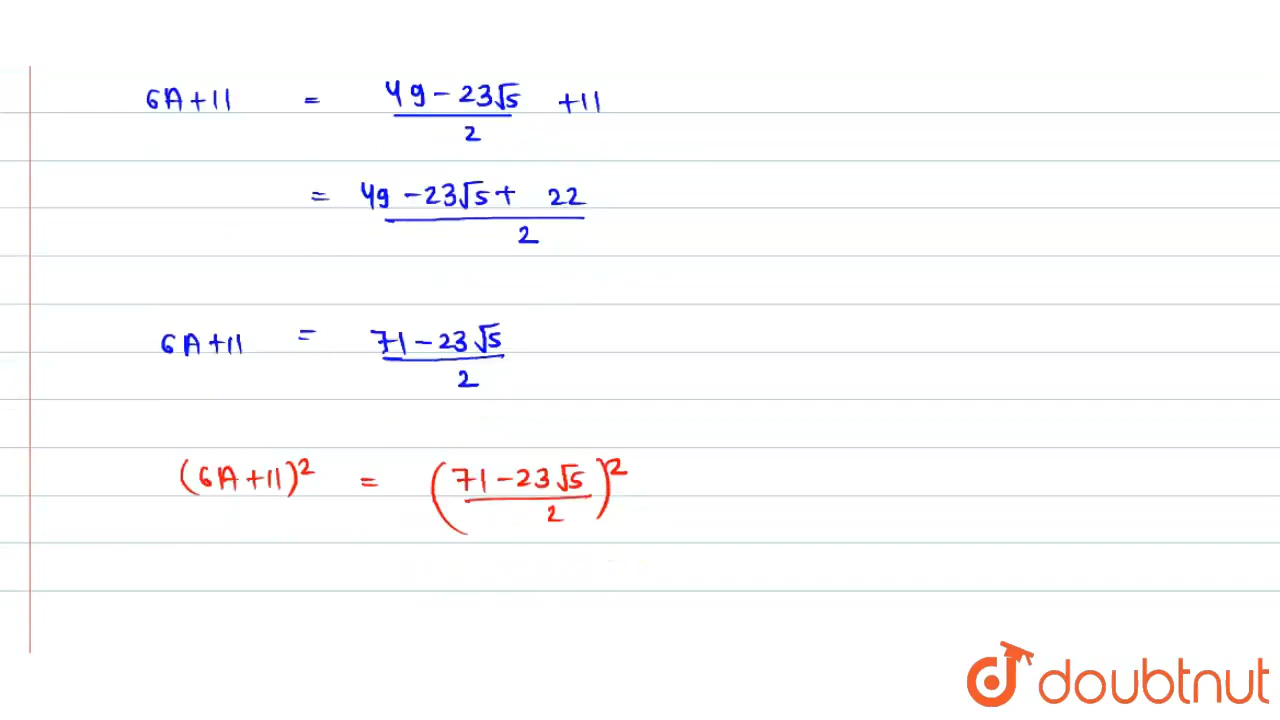 6A+11 = (49-23√5)/2 +11
= (49-23√5+ 22)/2
6A+11 = (71-23√5)/2
(6A+11)² = ((71-23√5)/2)²
doubtnut